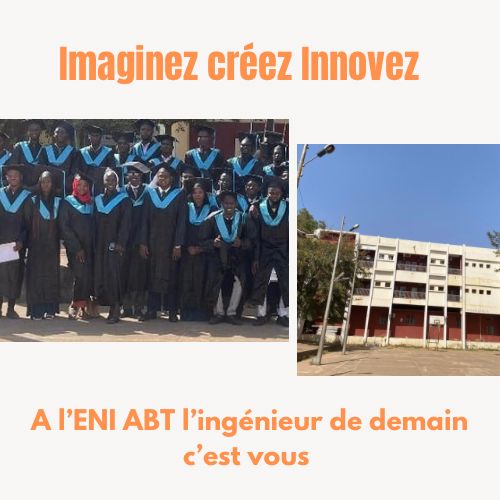 Imaginez créez Innovez
A l’ENI ABT l’ingénieur de demain
c’est vous